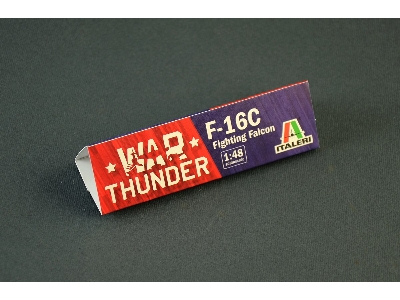 WAR
THUNDER
F-16C
Fighting Falcon
1:48
ITALERI